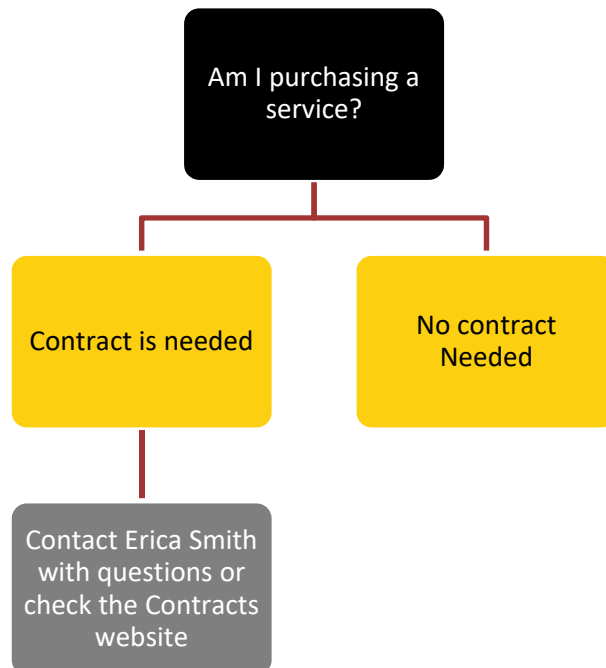 Am I purchasing a
service?
Contract is needed
No contract
Needed
Contact Erica Smith
with questions or
check the Contracts
website